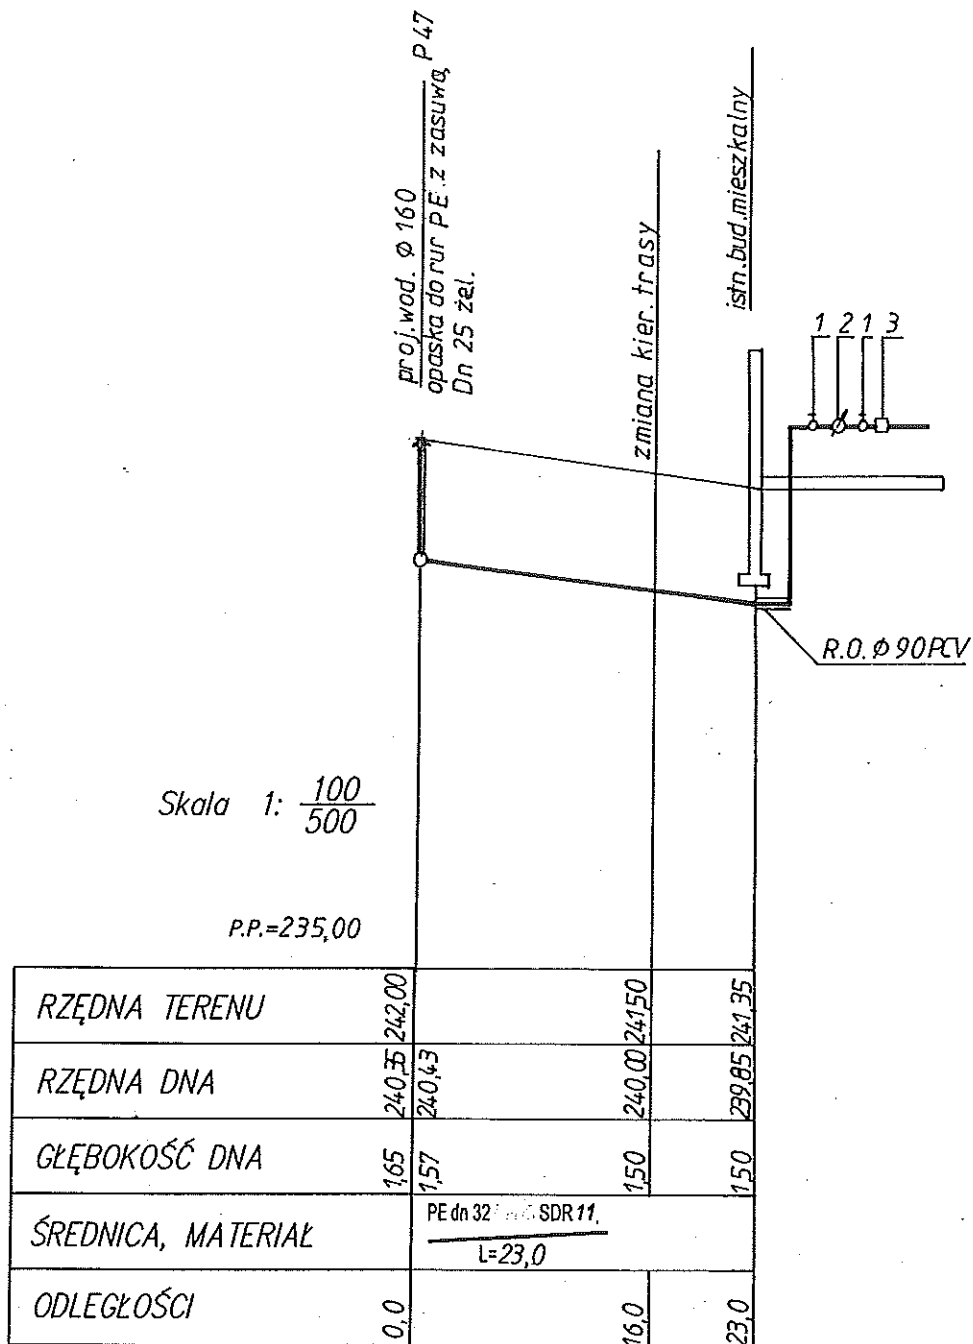 proj.wod. Ø 160
P 47
opaska do rur PE.z zasuwą
Dn 25 żel.
zmiana kier. trasy
istn.bud.mieszkalny
1 2 1 3
R.O. Ø 90 PCV
Skala 1: 100
500
P.P.=235,00
RZĘDNA TERENU 242,00 241,50 241,35
RZĘDNA DNA 240,35 240,43 240,00 239,85
GŁĘBOKOŚĆ DNA 1,65 1,57 1,50 1,50
ŚREDNICA, MATERIAŁ PE dn 32 SDR 11,
L=23,0
ODLEGŁOŚCI 0,0 16,0 23,0